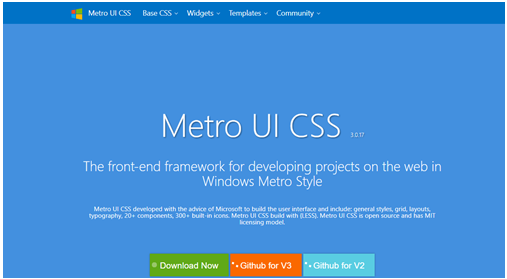 Metro UI CSS Base CSS Widgets Templates Community
Metro UI CSS 3.0.17
The front-end framework for developing projects on the web in
Windows Metro Style
Metro UI CSS developed with the advice of Microsoft to build the user interface and include: general styles, grid, layouts,
typography, 20+ components, 300+ built-in icons. Metro UI CSS build with {LESS}. Metro UI CSS is open source and has MIT
licensing model.
Download Now Github for V3 Github for V2